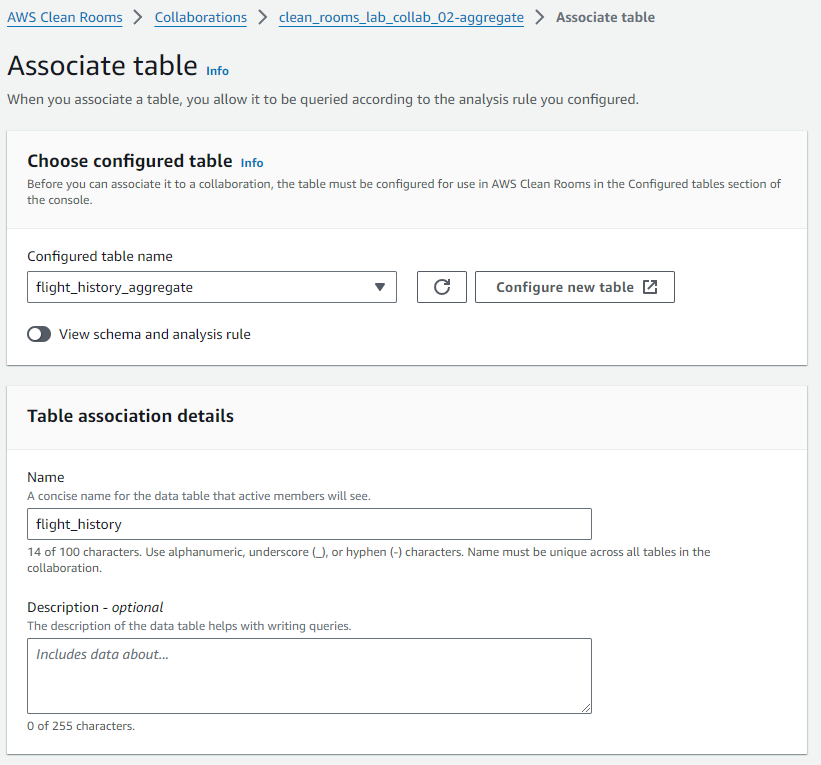 AWS Clean Rooms > Collaborations > clean_rooms_lab_collab_02-aggregate > Associate table
Associate table Info
When you associate a table, you allow it to be queried according to the analysis rule you configured.
Choose configured table Info
Before you can associate it to a collaboration, the table must be configured for use in AWS Clean Rooms in the Configured tables section of
the console.
Configured table name
flight_history_aggregate
Configure new table
View schema and analysis rule
Table association details
Name
A concise name for the data table that active members will see.
flight_history
14 of 100 characters. Use alphanumeric, underscore (_), or hyphen (-) characters. Name must be unique across all tables in the
collaboration.
Description - optional
The description of the data table helps with writing queries.
Includes data about...
0 of 255 characters.